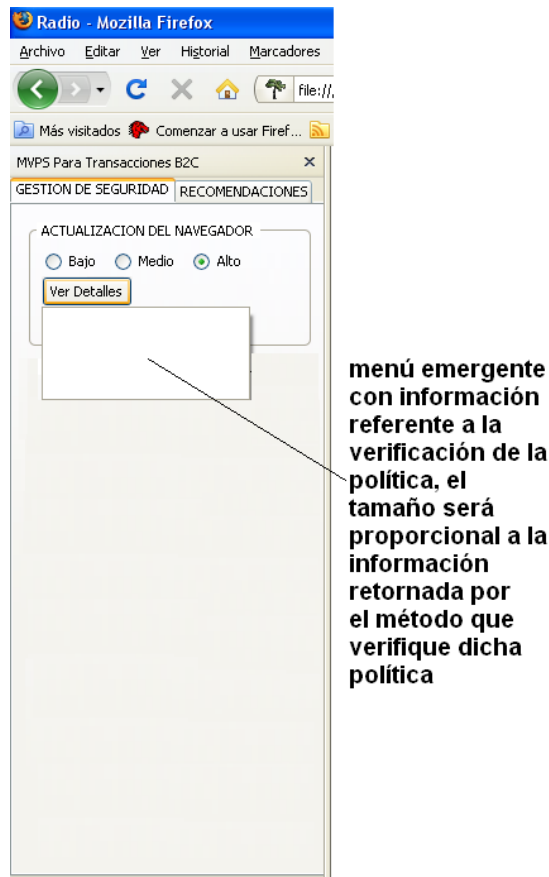 Radio - Mozilla Firefox
Archivo Editar Ver Historial Marcadores
file://
Más visitados Comenzar a usar Firef...
MVPS Para Transacciones B2C
GESTION DE SEGURIDAD RECOMENDACIONES
ACTUALIZACION DEL NAVEGADOR
Bajo Medio Alto
Ver Detalles
menú emergente
con información
referente a la
verificación de la
política, el
tamaño será
proporcional a la
información
retornada por
el método que
verifique dicha
política